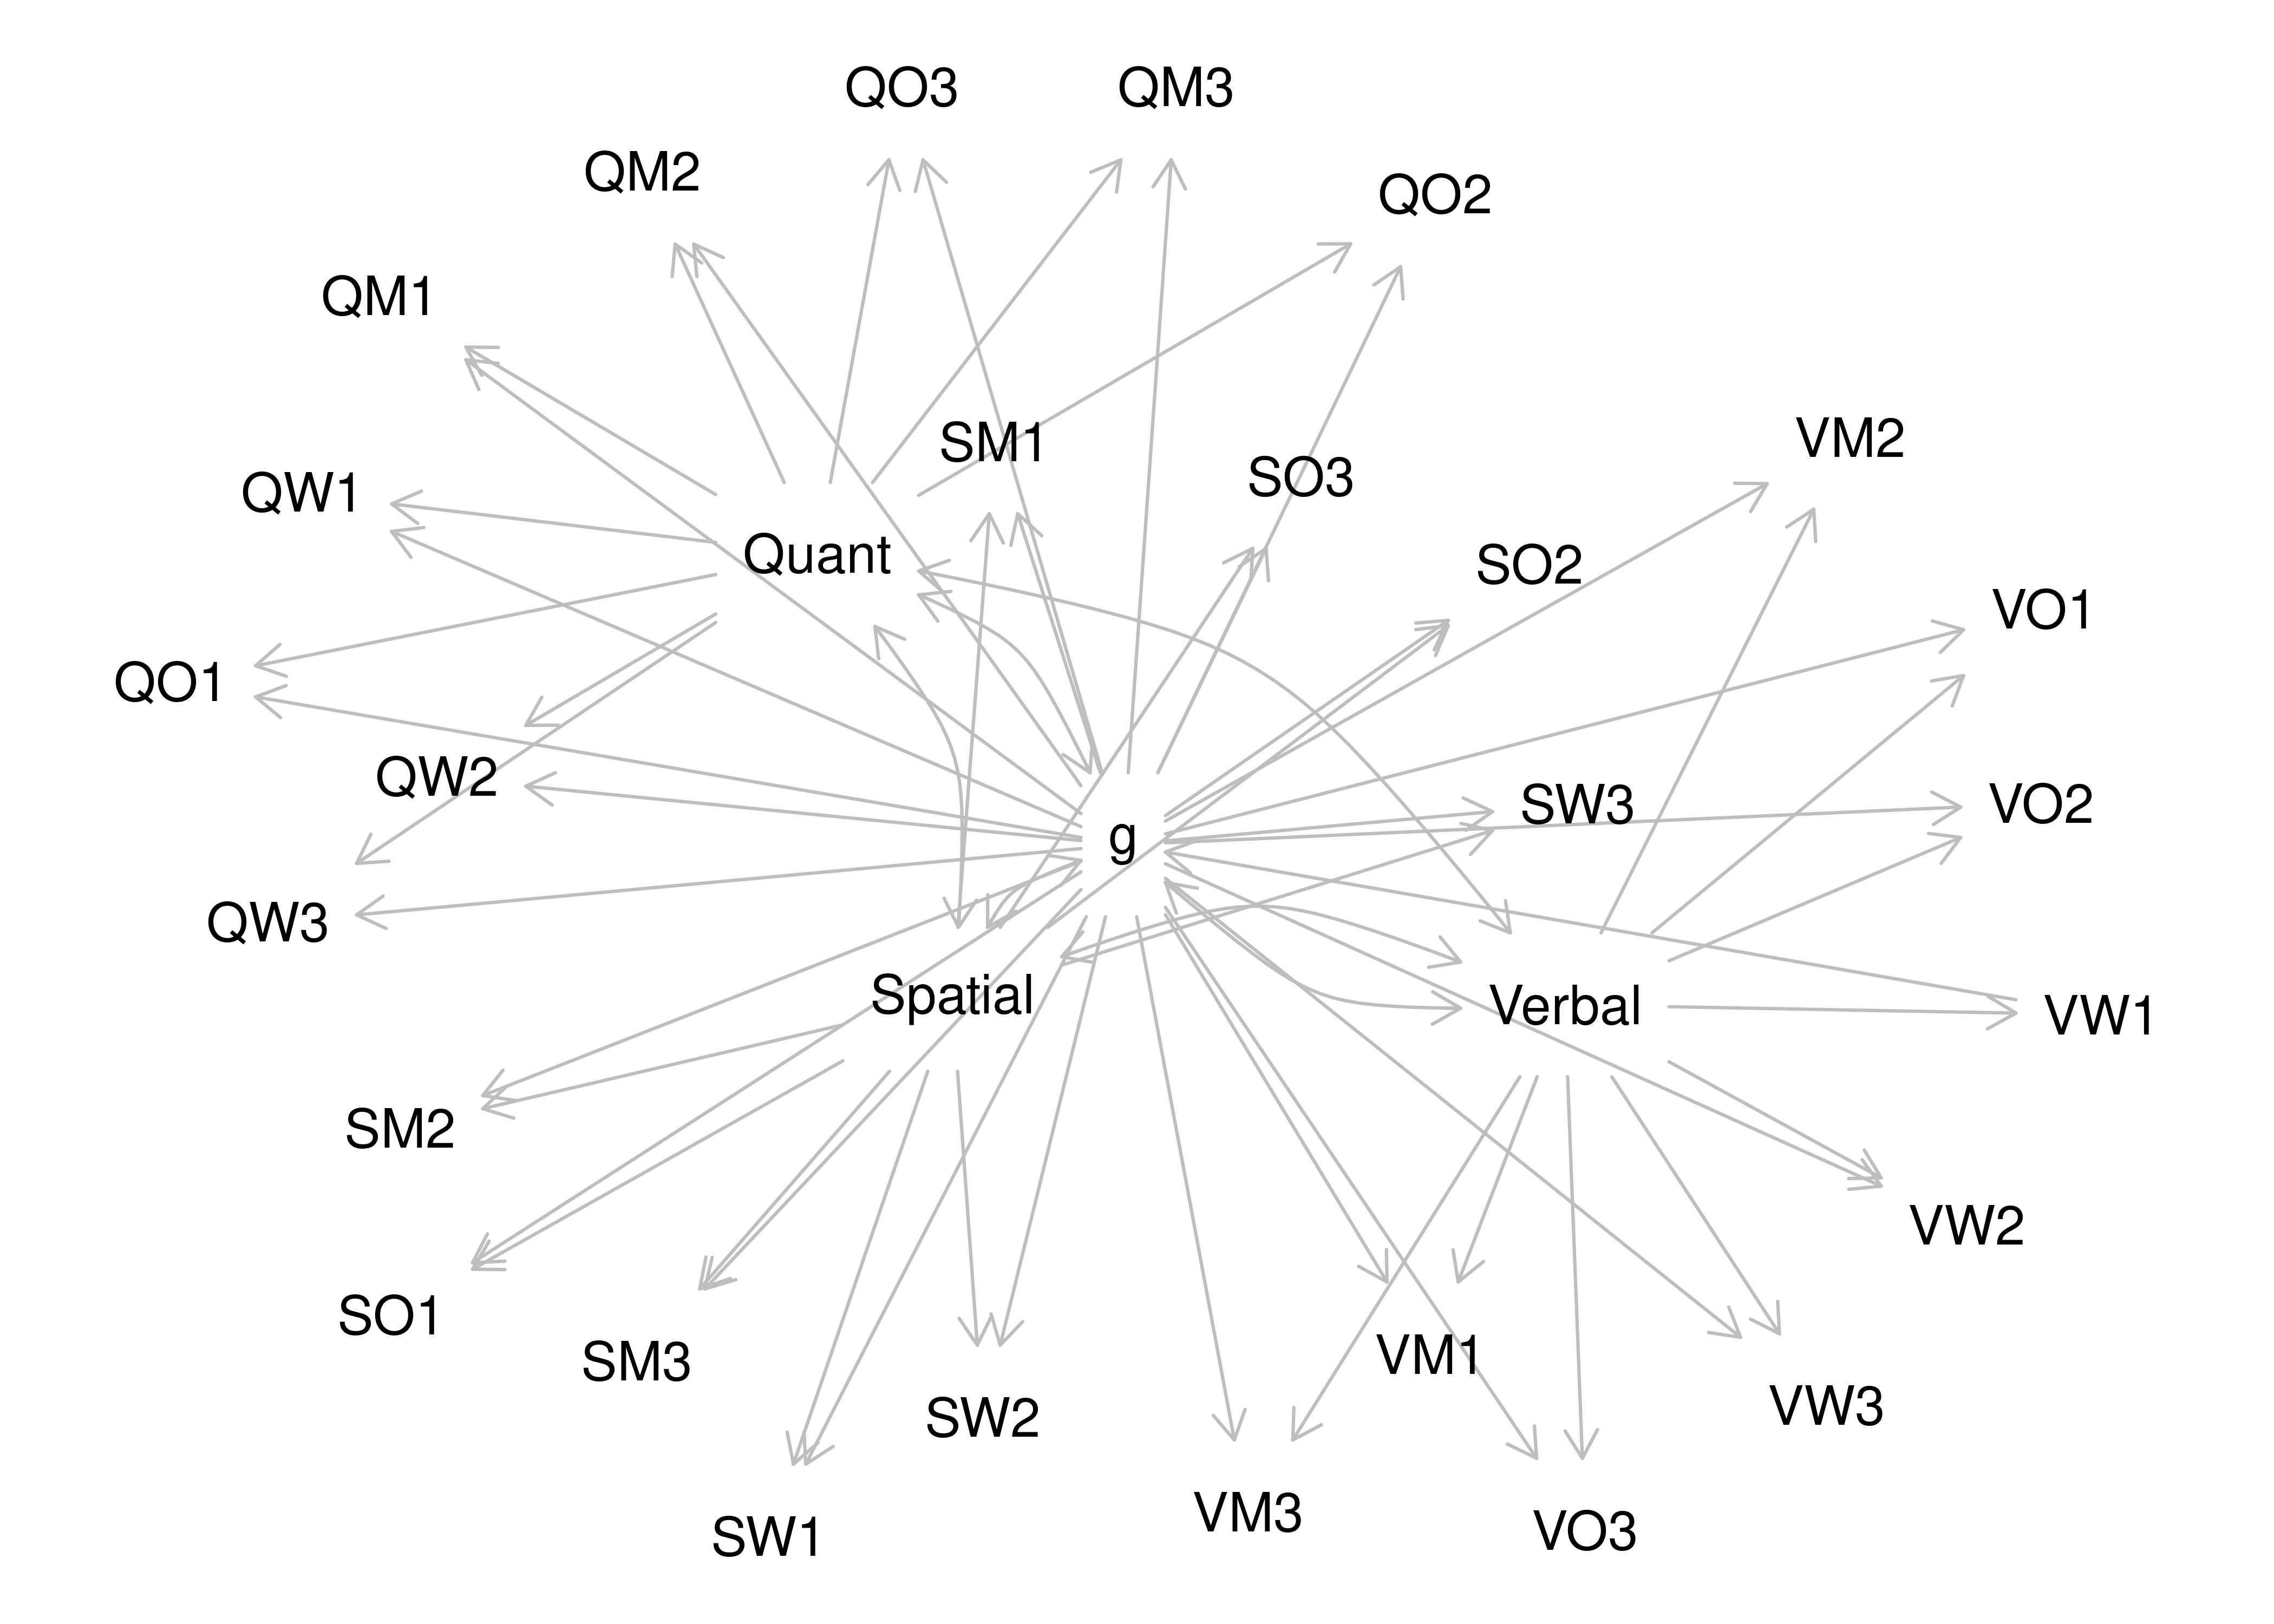 QO3
QM3
QM2
QO2
QM1
SM1
VM2
SO3
QW1
Quant
SO2
VO1
QO1
QW2
SW3
VO2
g
QW3
Spatial
Verbal
VW1
SM2
VW2
SO1
SM3
VM1
VW3
SW2
VM3
VO3
SW1